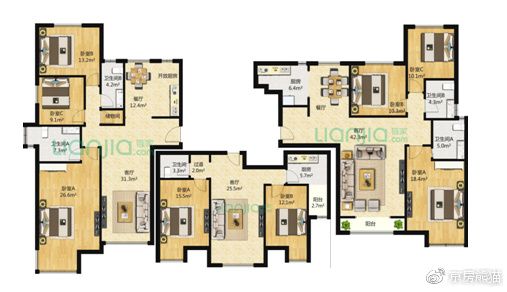 卧室B
13.2m²
卫生间B
4.2m²
餐厅
12.4m²
开放厨房
卧室C
9.1m²
储物间
卫生间A
7.3m²
卧室A
26.6m²
客厅
31.3m²
卫生间
3.3m²
过道
2.0m²
卧室A
15.5m²
客厅
25.5m²
卧室B
12.1m²
厨房
5.7m²
阳台
2.7m²
厨房
6.4m²
餐厅
卧室B
10.3m²
卧室C
10.1m²
卫生间B
4.3m²
客厅
卫生间A
5.0m²
卧室A
18.4m²
阳台
Lianjia.com
链家
Lianjia.com
链家
Lianjia.com
链家
@京房熊猫